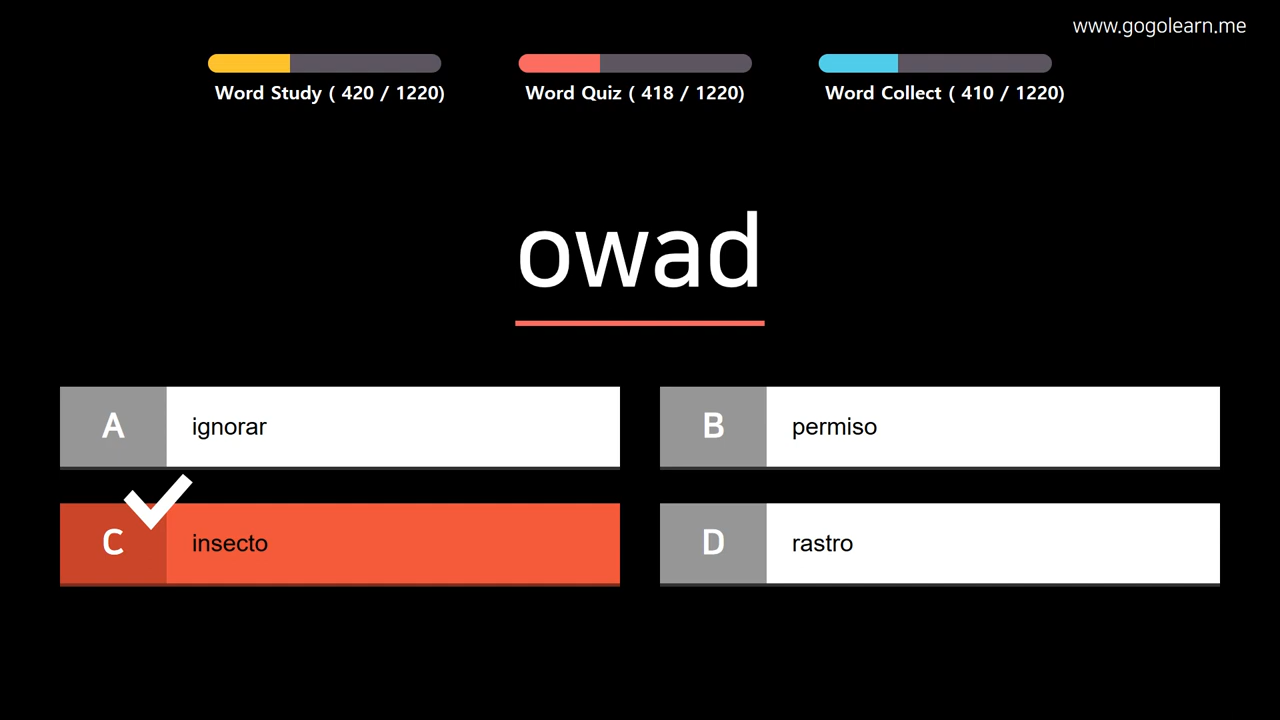 www.gogolearn.me
Word Study ( 420 / 1220)
Word Quiz ( 418 / 1220)
Word Collect ( 410 / 1220)
owad
A ignorar
B permiso
C insecto
D rastro